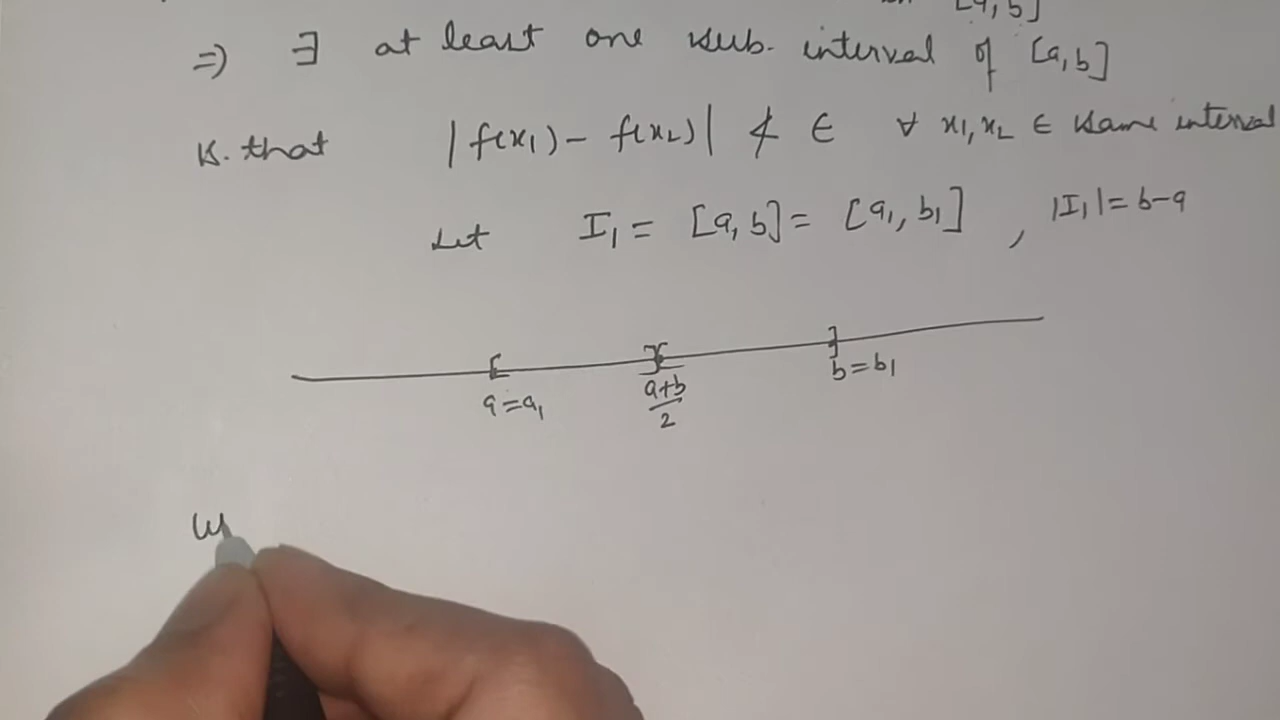 [a, b]
⇒ ∃ at least one sub. interval of [a, b]
s. that |f(x₁) - f(x₂)| ≮ ∈ ∀ x₁, x₂ ∈ same interval
Let I₁ = [a, b] = [a₁, b₁] , |I₁| = b-a
a = a₁ (a+b)/2 b = b₁
W